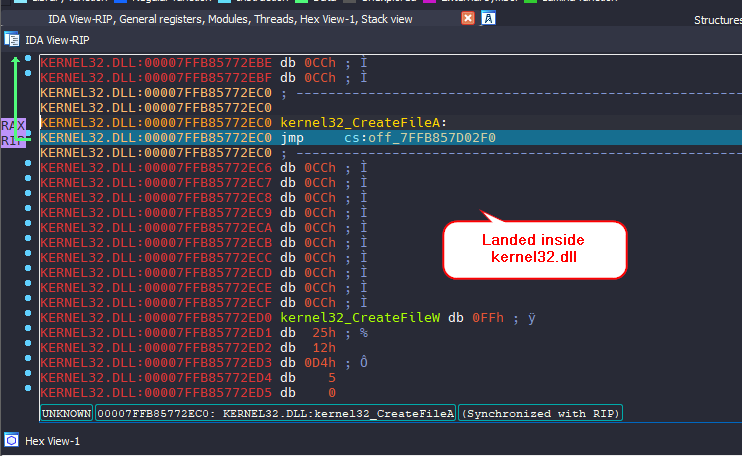 IDA View-RIP, General registers, Modules, Threads, Hex View-1, Stack view
Structures
IDA View-RIP
KERNEL32.DLL:00007FFB85772EBE db 0CCh ; Ì
KERNEL32.DLL:00007FFB85772EBF db 0CCh ; Ì
KERNEL32.DLL:00007FFB85772EC0 ; ---------------------------------------------------------
KERNEL32.DLL:00007FFB85772EC0
KERNEL32.DLL:00007FFB85772EC0 kernel32_CreateFileA:
KERNEL32.DLL:00007FFB85772EC0 jmp     cs:off_7FFB857D02F0
KERNEL32.DLL:00007FFB85772EC0 ; ---------------------------------------------------------
RAX
RIP
KERNEL32.DLL:00007FFB85772EC6 db 0CCh ; Ì
KERNEL32.DLL:00007FFB85772EC7 db 0CCh ; Ì
KERNEL32.DLL:00007FFB85772EC8 db 0CCh ; Ì
KERNEL32.DLL:00007FFB85772EC9 db 0CCh ; Ì
KERNEL32.DLL:00007FFB85772ECA db 0CCh ; Ì
KERNEL32.DLL:00007FFB85772ECB db 0CCh ; Ì
KERNEL32.DLL:00007FFB85772ECC db 0CCh ; Ì
KERNEL32.DLL:00007FFB85772ECD db 0CCh ; Ì
KERNEL32.DLL:00007FFB85772ECE db 0CCh ; Ì
KERNEL32.DLL:00007FFB85772ECF db 0CCh ; Ì
KERNEL32.DLL:00007FFB85772ED0 kernel32_CreateFileW db 0FFh ; ÿ
KERNEL32.DLL:00007FFB85772ED1 db  25h ; %
KERNEL32.DLL:00007FFB85772ED2 db  12h
KERNEL32.DLL:00007FFB85772ED3 db 0D4h ; Ô
KERNEL32.DLL:00007FFB85772ED4 db    5
KERNEL32.DLL:00007FFB85772ED5 db    0
Landed inside
kernel32.dll
UNKNOWN 00007FFB85772EC0: KERNEL32.DLL:kernel32_CreateFileA (Synchronized with RIP)
Hex View-1